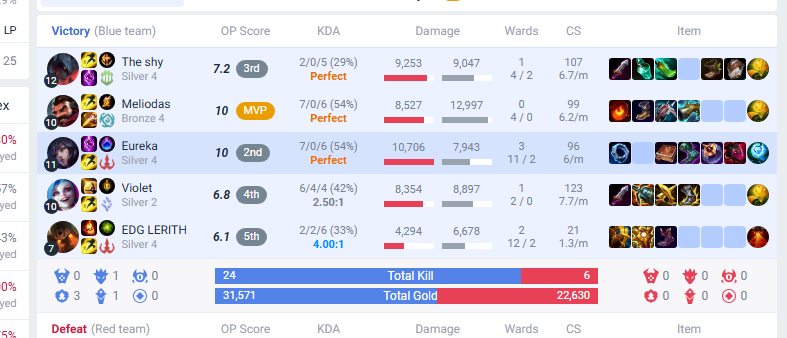 LP
25
ex
0%
yed
57%
yed
43%
yed
00%
yed
75%
Victory (Blue team) OP Score KDA Damage Wards CS Item
12 The shy Silver 4 7.2 3rd 2/0/5 (29%) Perfect 9,253 9,047 1 4 / 2 107 6.7/m
10 Meliodas Bronze 4 10 MVP 7/0/6 (54%) Perfect 8,527 12,997 0 4 / 0 99 6.2/m
11 Eureka Silver 4 10 2nd 7/0/6 (54%) Perfect 10,706 7,943 3 11 / 2 96 6/m
10 Violet Silver 2 6.8 4th 6/4/4 (42%) 2.50:1 8,354 8,897 1 2 / 0 123 7.7/m
7 EDG LERITH Silver 4 6.1 5th 2/2/6 (33%) 4.00:1 4,294 6,678 2 12 / 2 21 1.3/m
0 1 0 24 Total Kill 6 0 0 0
3 1 0 31,571 Total Gold 22,630 0 0 0
Defeat (Red team) OP Score KDA Damage Wards CS Item